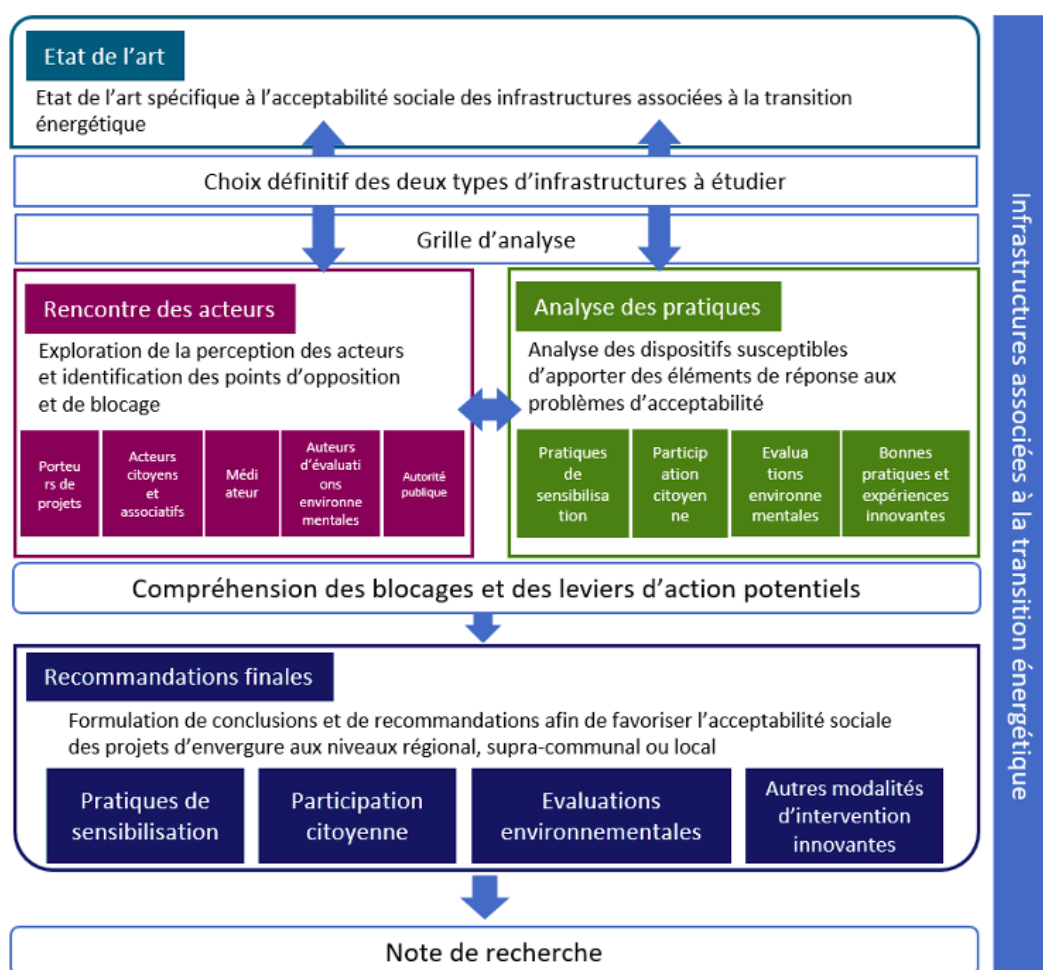 Etat de l’art
Etat de l’art spécifique à l’acceptabilité sociale des infrastructures associées à la transition
énergétique
Choix définitif des deux types d’infrastructures à étudier
Grille d’analyse
Rencontre des acteurs
Exploration de la perception des acteurs
et identification des points d’opposition
et de blocage
Porteu
rs de
projets
Acteurs
citoyens
et
associatifs
Médi
ateur
Auteurs
d’évaluati
ons
environne
mentales
Autorité
publique
Analyse des pratiques
Analyse des dispositifs susceptibles
d’apporter des éléments de réponse aux
problèmes d’acceptabilité
Pratiques
de
sensibilisa
tion
Particip
ation
citoyen
ne
Evalua
tions
environne
mentales
Bonnes
pratiques et
expériences
innovantes
Compréhension des blocages et des leviers d’action potentiels
Recommandations finales
Formulation de conclusions et de recommandations afin de favoriser l’acceptabilité sociale
des projets d’envergure aux niveaux régional, supra-communal ou local
Pratiques de
sensibilisation
Participation
citoyenne
Evaluations
environnementales
Autres modalités
d’intervention
innovantes
Note de recherche
Infrastructures associées à la transition énergétique